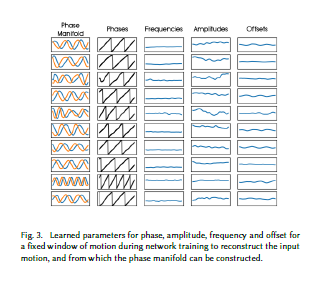 Phase
Manifold
Phases
Frequencies
Amplitudes
Offsets
Fig. 3. Learned parameters for phase, amplitude, frequency and offset for
a fixed window of motion during network training to reconstruct the input
motion, and from which the phase manifold can be constructed.